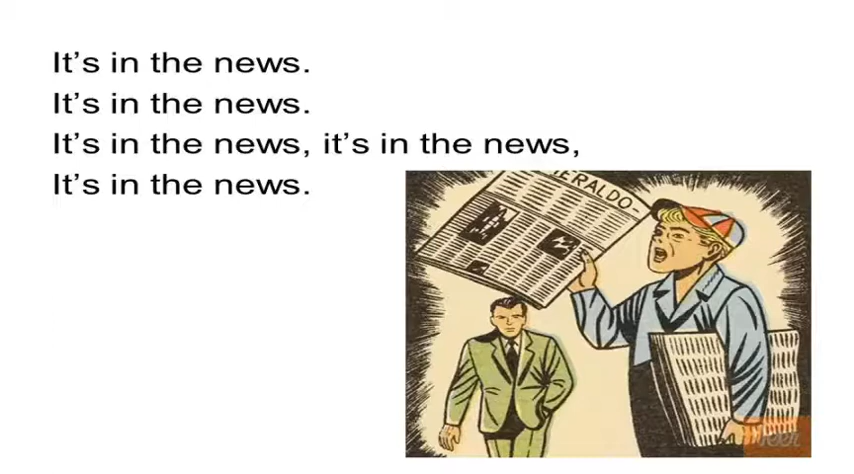 It's in the news.
It's in the news.
It's in the news, it's in the news,
It's in the news.
HERALDO-